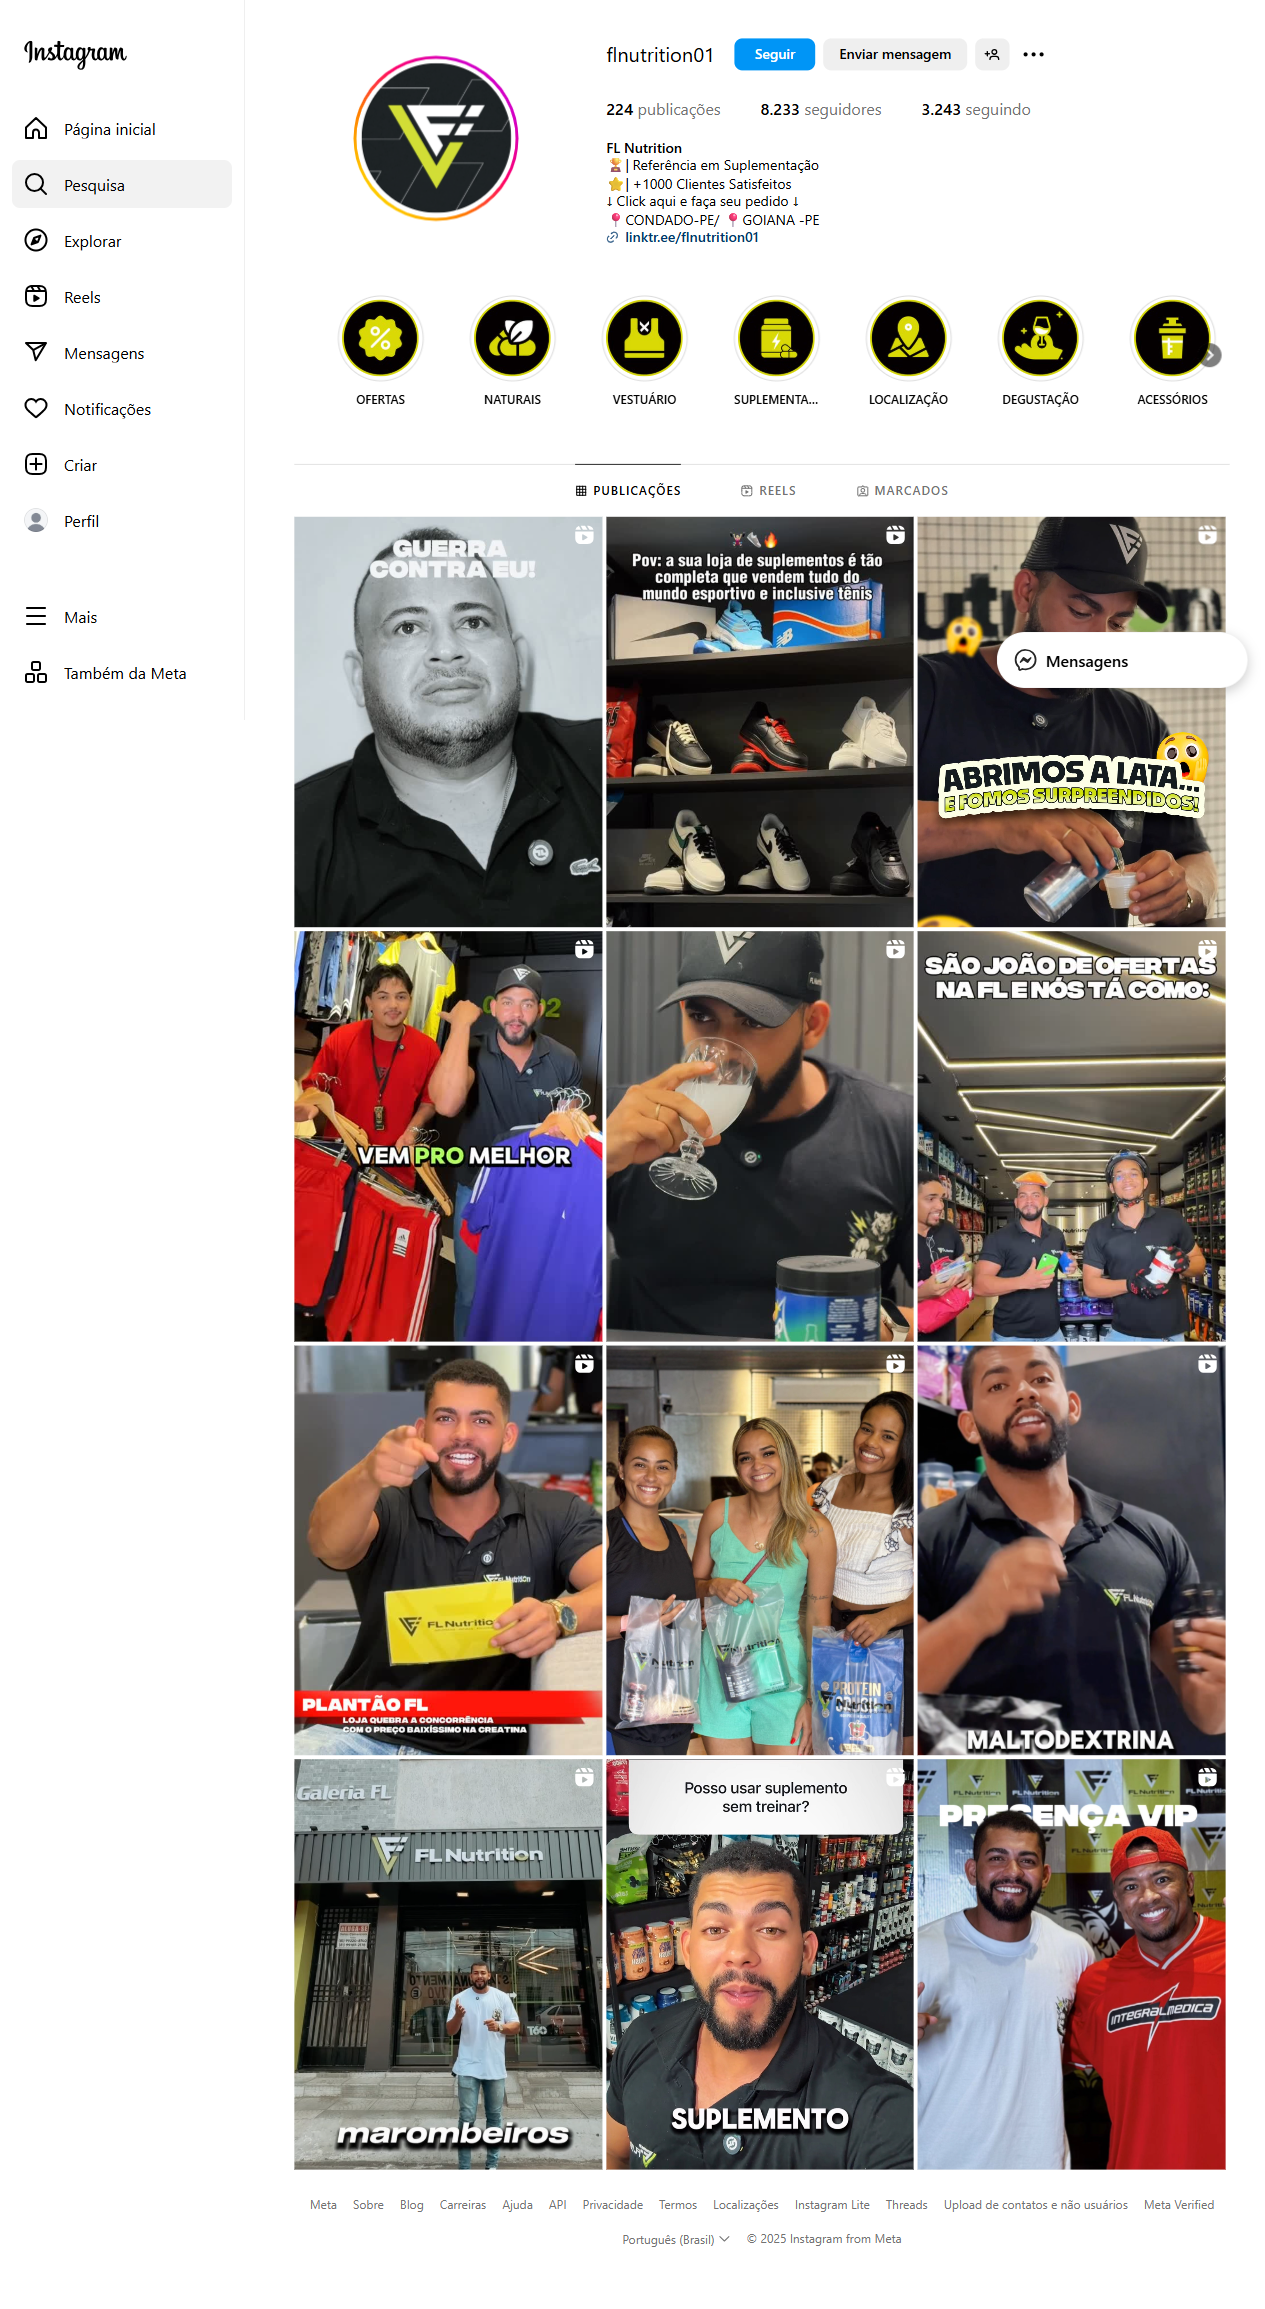 Instagram
Página inicial
Pesquisa
Explorar
Reels
Mensagens
Notificações
Criar
Perfil
Mais
Também da Meta
flnutrition01
Seguir
Enviar mensagem
224 publicações
8.233 seguidores
3.243 seguindo
FL Nutrition
🏆| Referência em Suplementação
⭐| +1000 Clientes Satisfeitos
↓ Click aqui e faça seu pedido ↓
📍CONDADO-PE/ 📍GOIANA -PE
linktr.ee/flnutrition01
OFERTAS
NATURAIS
VESTUÁRIO
SUPLEMENTA...
LOCALIZAÇÃO
DEGUSTAÇÃO
ACESSÓRIOS
PUBLICAÇÕES
REELS
MARCADOS
GUERRA
CONTRA EU!
Pov: a sua loja de suplementos é tão
completa que vendem tudo do
mundo esportivo e inclusive tênis
Mensagens
ABRIMOS A LATA...
E FOMOS SURPREENDIDOS!
VEM PRO MELHOR
SÃO JOÃO DE OFERTAS
NA FL E NÓS TÁ COMO:
FL Nutrition
PLANTÃO FL
LOJA QUEBRA A CONCORRÊNCIA
COM O PREÇO BAIXÍSSIMO NA CREATINA
PROTEIN
Nutrition
MALTODEXTRINA
Galeria FL
FL Nutrition
marombeiros
Posso usar suplemento
sem treinar?
SUPLEMENTO
FL Nutrition
PRESENÇA VIP
INTEGRALMEDICA
Meta
Sobre
Blog
Carreiras
Ajuda
API
Privacidade
Termos
Localizações
Instagram Lite
Threads
Upload de contatos e não usuários
Meta Verified
Português (Brasil)
© 2025 Instagram from Meta